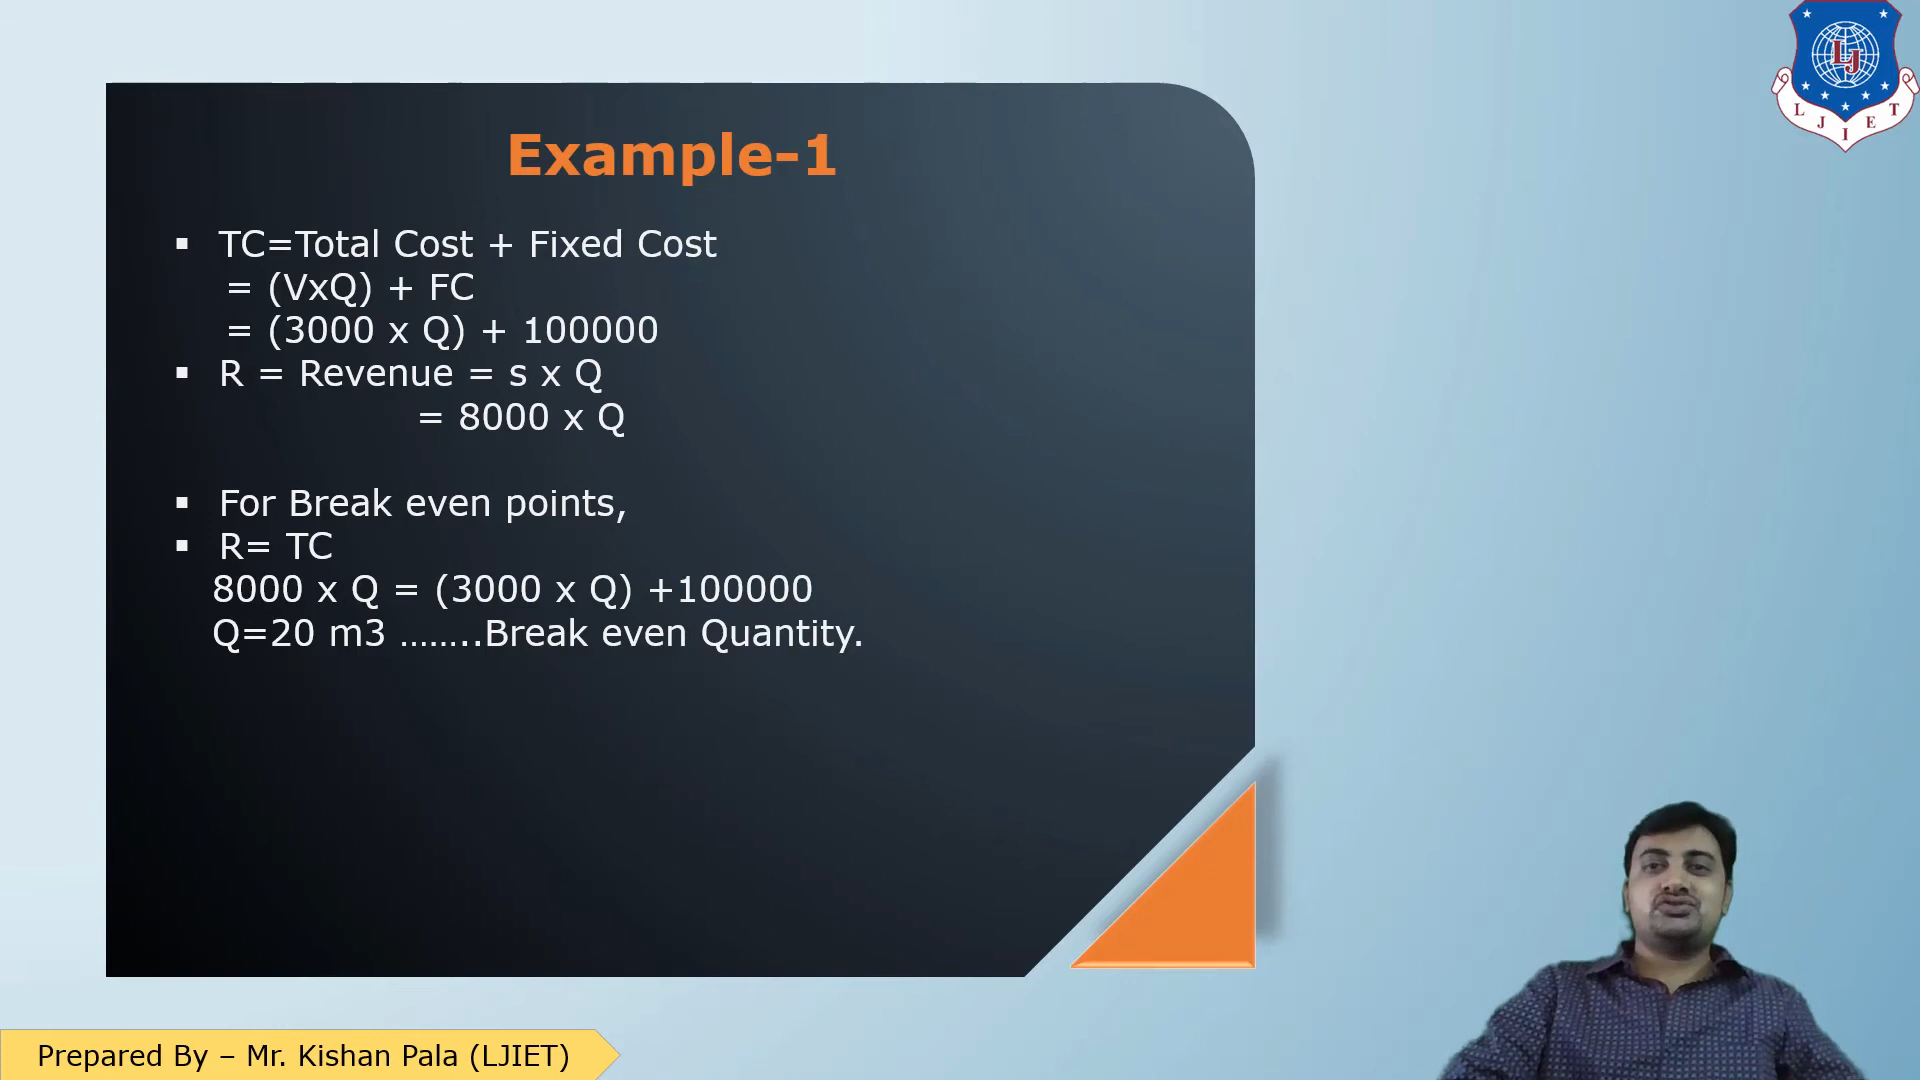 Example-1
▪ TC=Total Cost + Fixed Cost
= (VxQ) + FC
= (3000 x Q) + 100000
▪ R = Revenue = s x Q
= 8000 x Q
▪ For Break even points,
▪ R= TC
8000 x Q = (3000 x Q) +100000
Q=20 m3 ……..Break even Quantity.
LJ
L J I E T
Prepared By – Mr. Kishan Pala (LJIET)